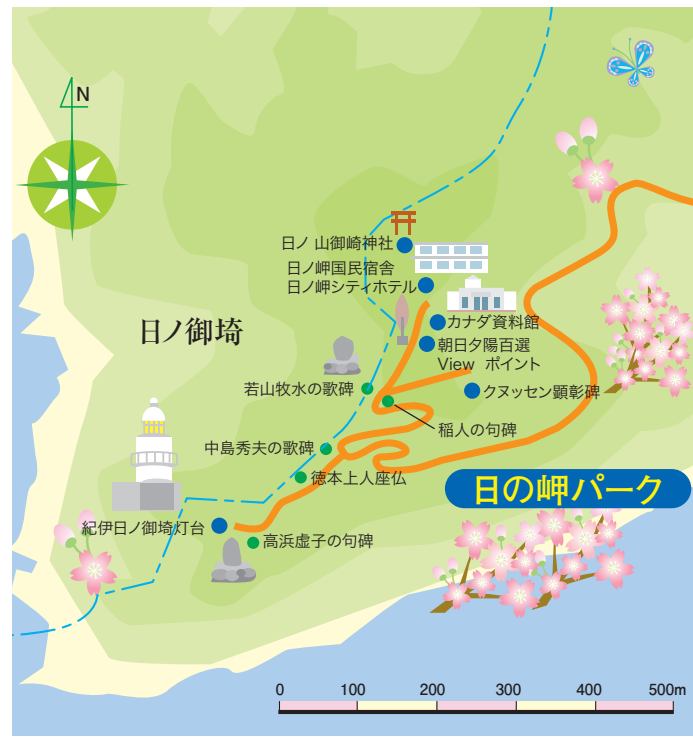 N
日ノ山御崎神社
日ノ岬国民宿舎
日ノ岬シティホテル
カナダ資料館
日ノ御埼
朝日夕陽百選
View ポイント
若山牧水の歌碑
クヌッセン顕彰碑
稲人の句碑
中島秀夫の歌碑
徳本上人座仏
日の岬パーク
紀伊日ノ御埼灯台
高浜虚子の句碑
0 100 200 300 400 500m